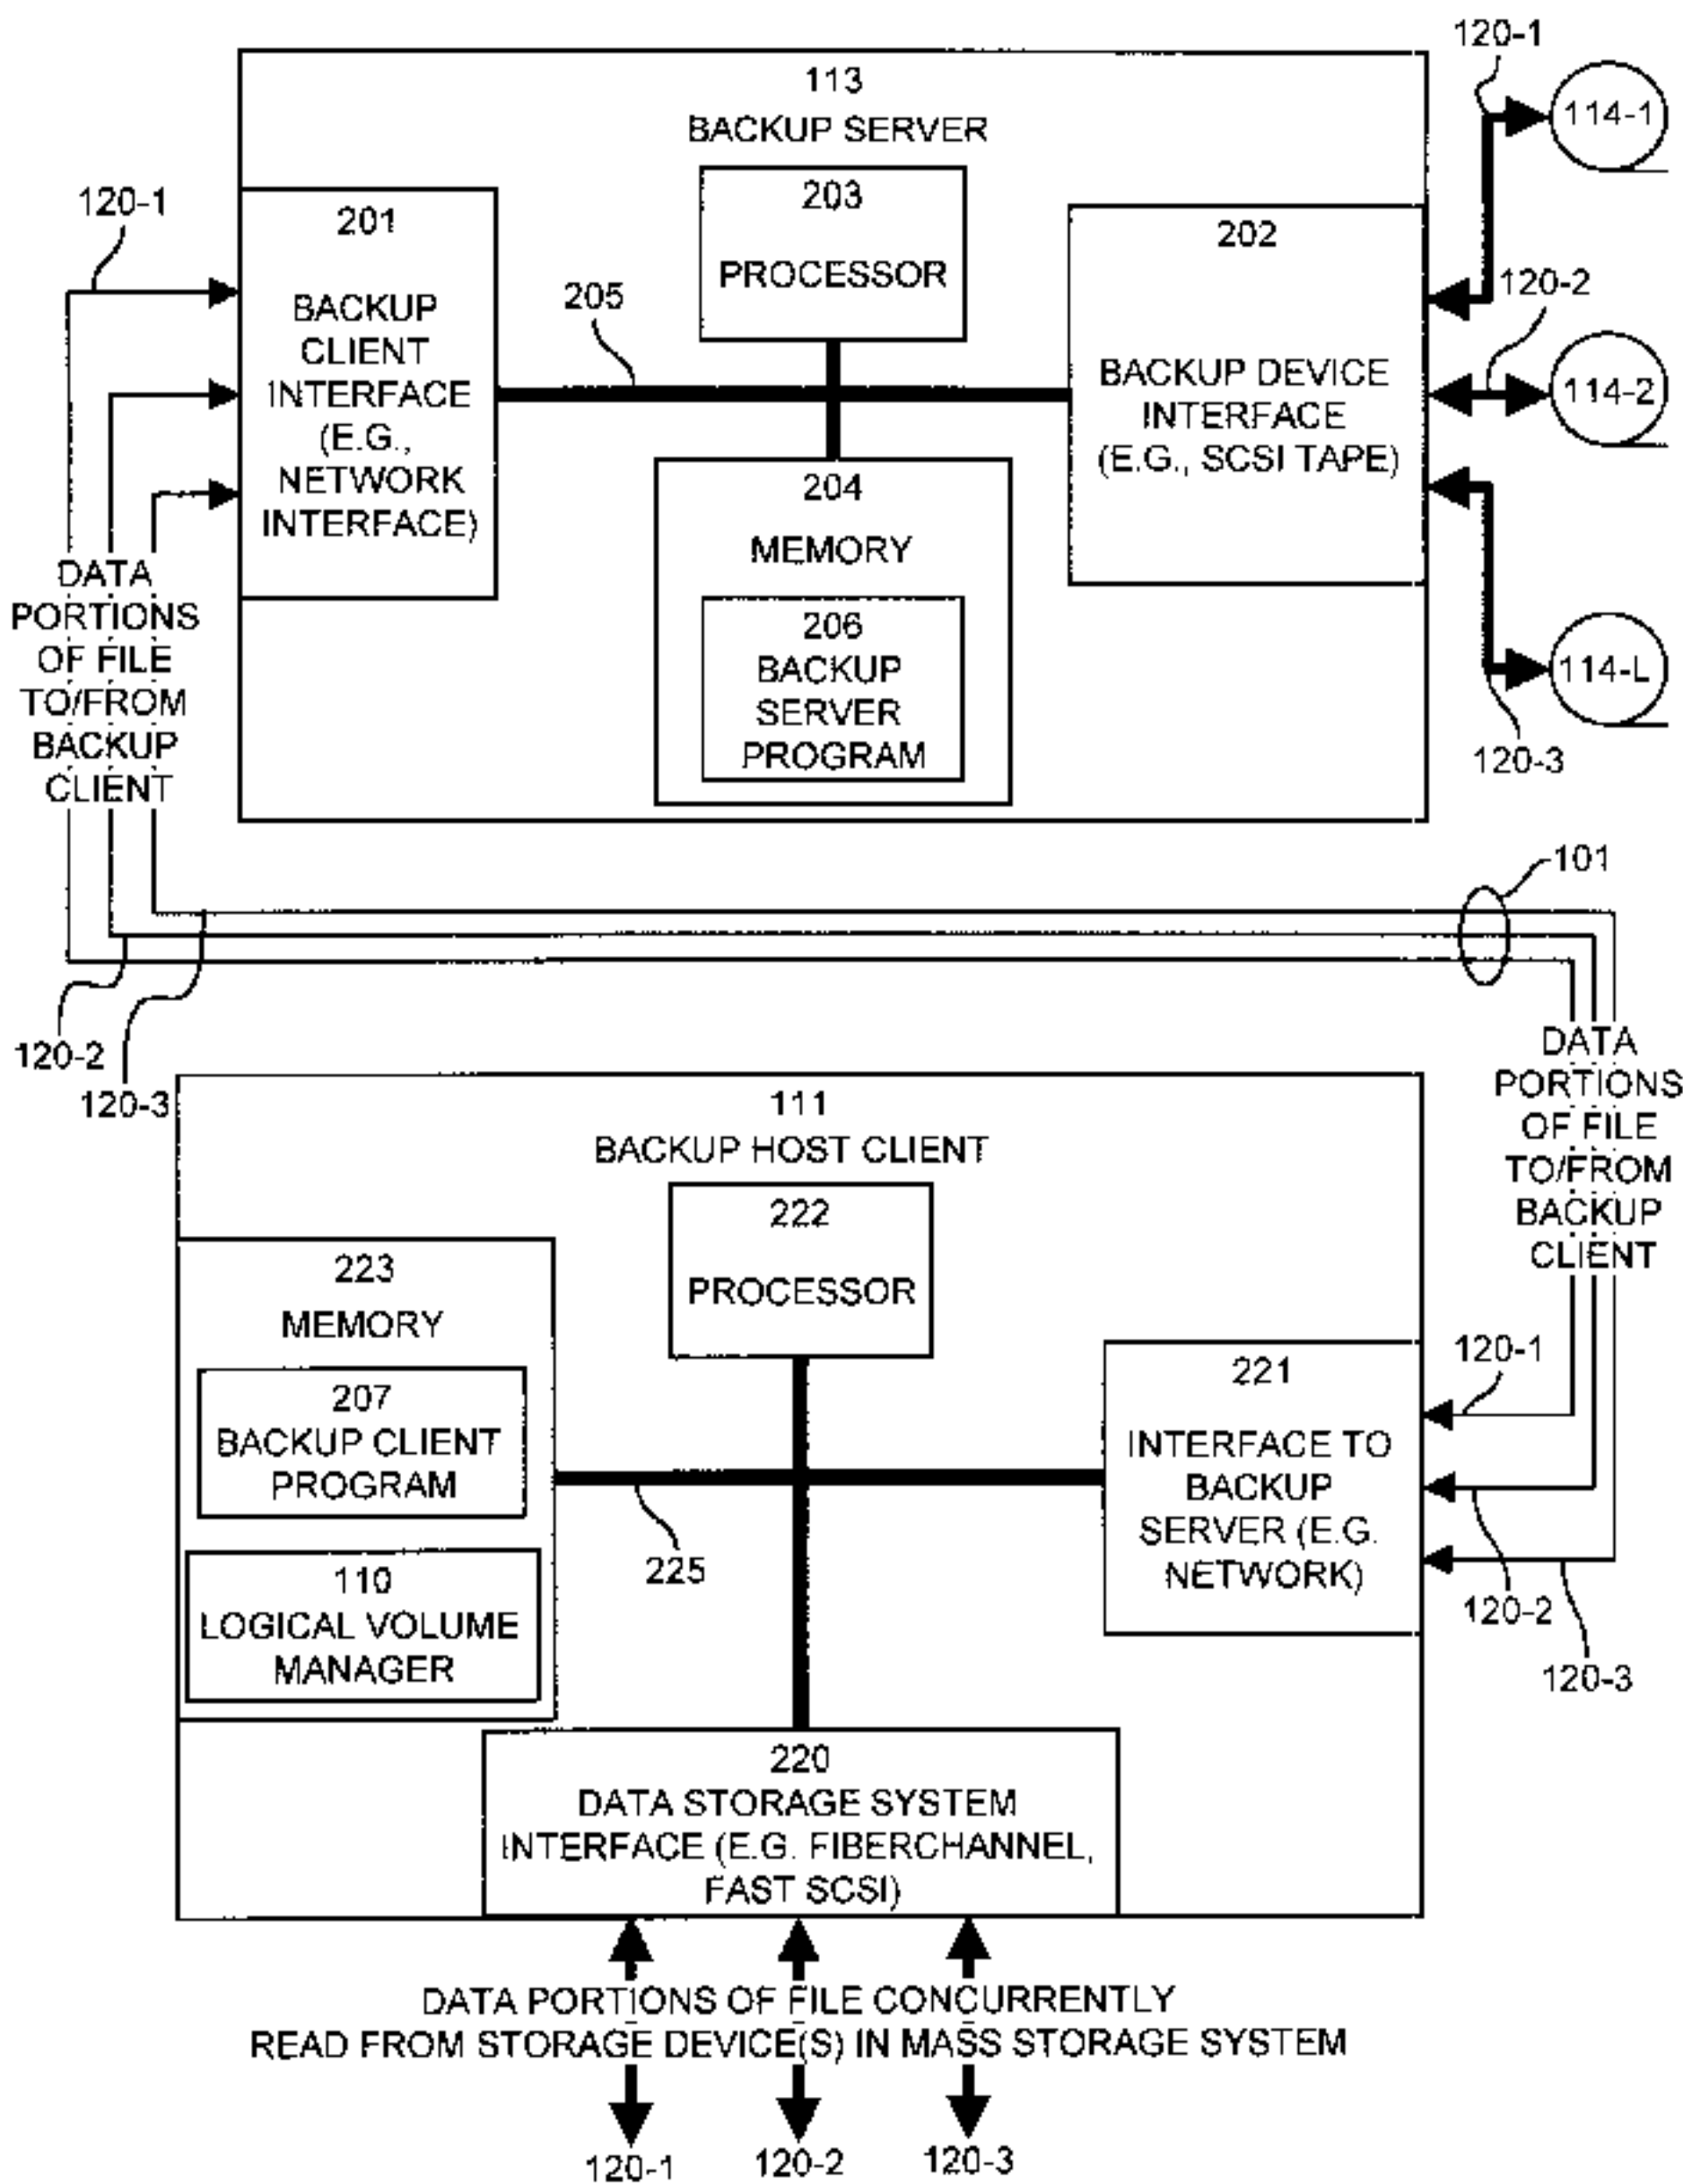 120-1
114-1
113
BACKUP SERVER
203
PROCESSOR
120-1
201
BACKUP
CLIENT
INTERFACE
(E.G.,
NETWORK
INTERFACE)
205
202
BACKUP DEVICE
INTERFACE
(E.G., SCSI TAPE)
120-2
114-2
204
MEMORY
206
BACKUP
SERVER
PROGRAM
114-L
120-3
DATA
PORTIONS
OF FILE
TO/FROM
BACKUP
CLIENT
101
120-2
120-3
DATA
PORTIONS
OF FILE
TO/FROM
BACKUP
CLIENT
111
BACKUP HOST CLIENT
222
PROCESSOR
223
MEMORY
207
BACKUP CLIENT
PROGRAM
110
LOGICAL VOLUME
MANAGER
225
221
INTERFACE TO
BACKUP
SERVER (E.G.
NETWORK)
120-1
120-2
120-3
220
DATA STORAGE SYSTEM
INTERFACE (E.G. FIBERCHANNEL,
FAST SCSI)
DATA PORTIONS OF FILE CONCURRENTLY
READ FROM STORAGE DEVICE(S) IN MASS STORAGE SYSTEM
120-1
120-2
120-3